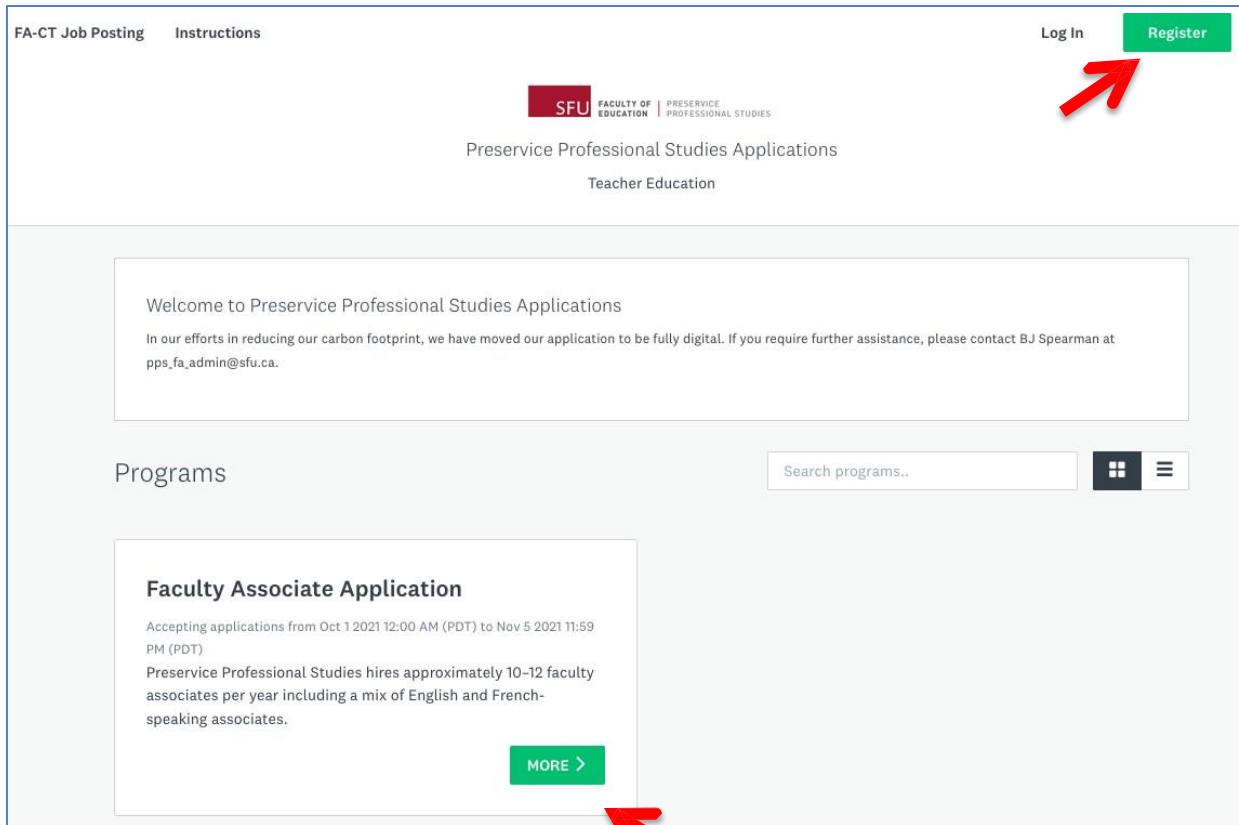 FA-CT Job Posting Instructions Log In Register
SFU FACULTY OF EDUCATION | PRESERVICE PROFESSIONAL STUDIES
Preservice Professional Studies Applications
Teacher Education
Welcome to Preservice Professional Studies Applications
In our efforts in reducing our carbon footprint, we have moved our application to be fully digital. If you require further assistance, please contact BJ Spearman at
pps_fa_admin@sfu.ca.
Programs
Search programs..
Faculty Associate Application
Accepting applications from Oct 1 2021 12:00 AM (PDT) to Nov 5 2021 11:59
PM (PDT)
Preservice Professional Studies hires approximately 10–12 faculty
associates per year including a mix of English and French-
speaking associates.
MORE >